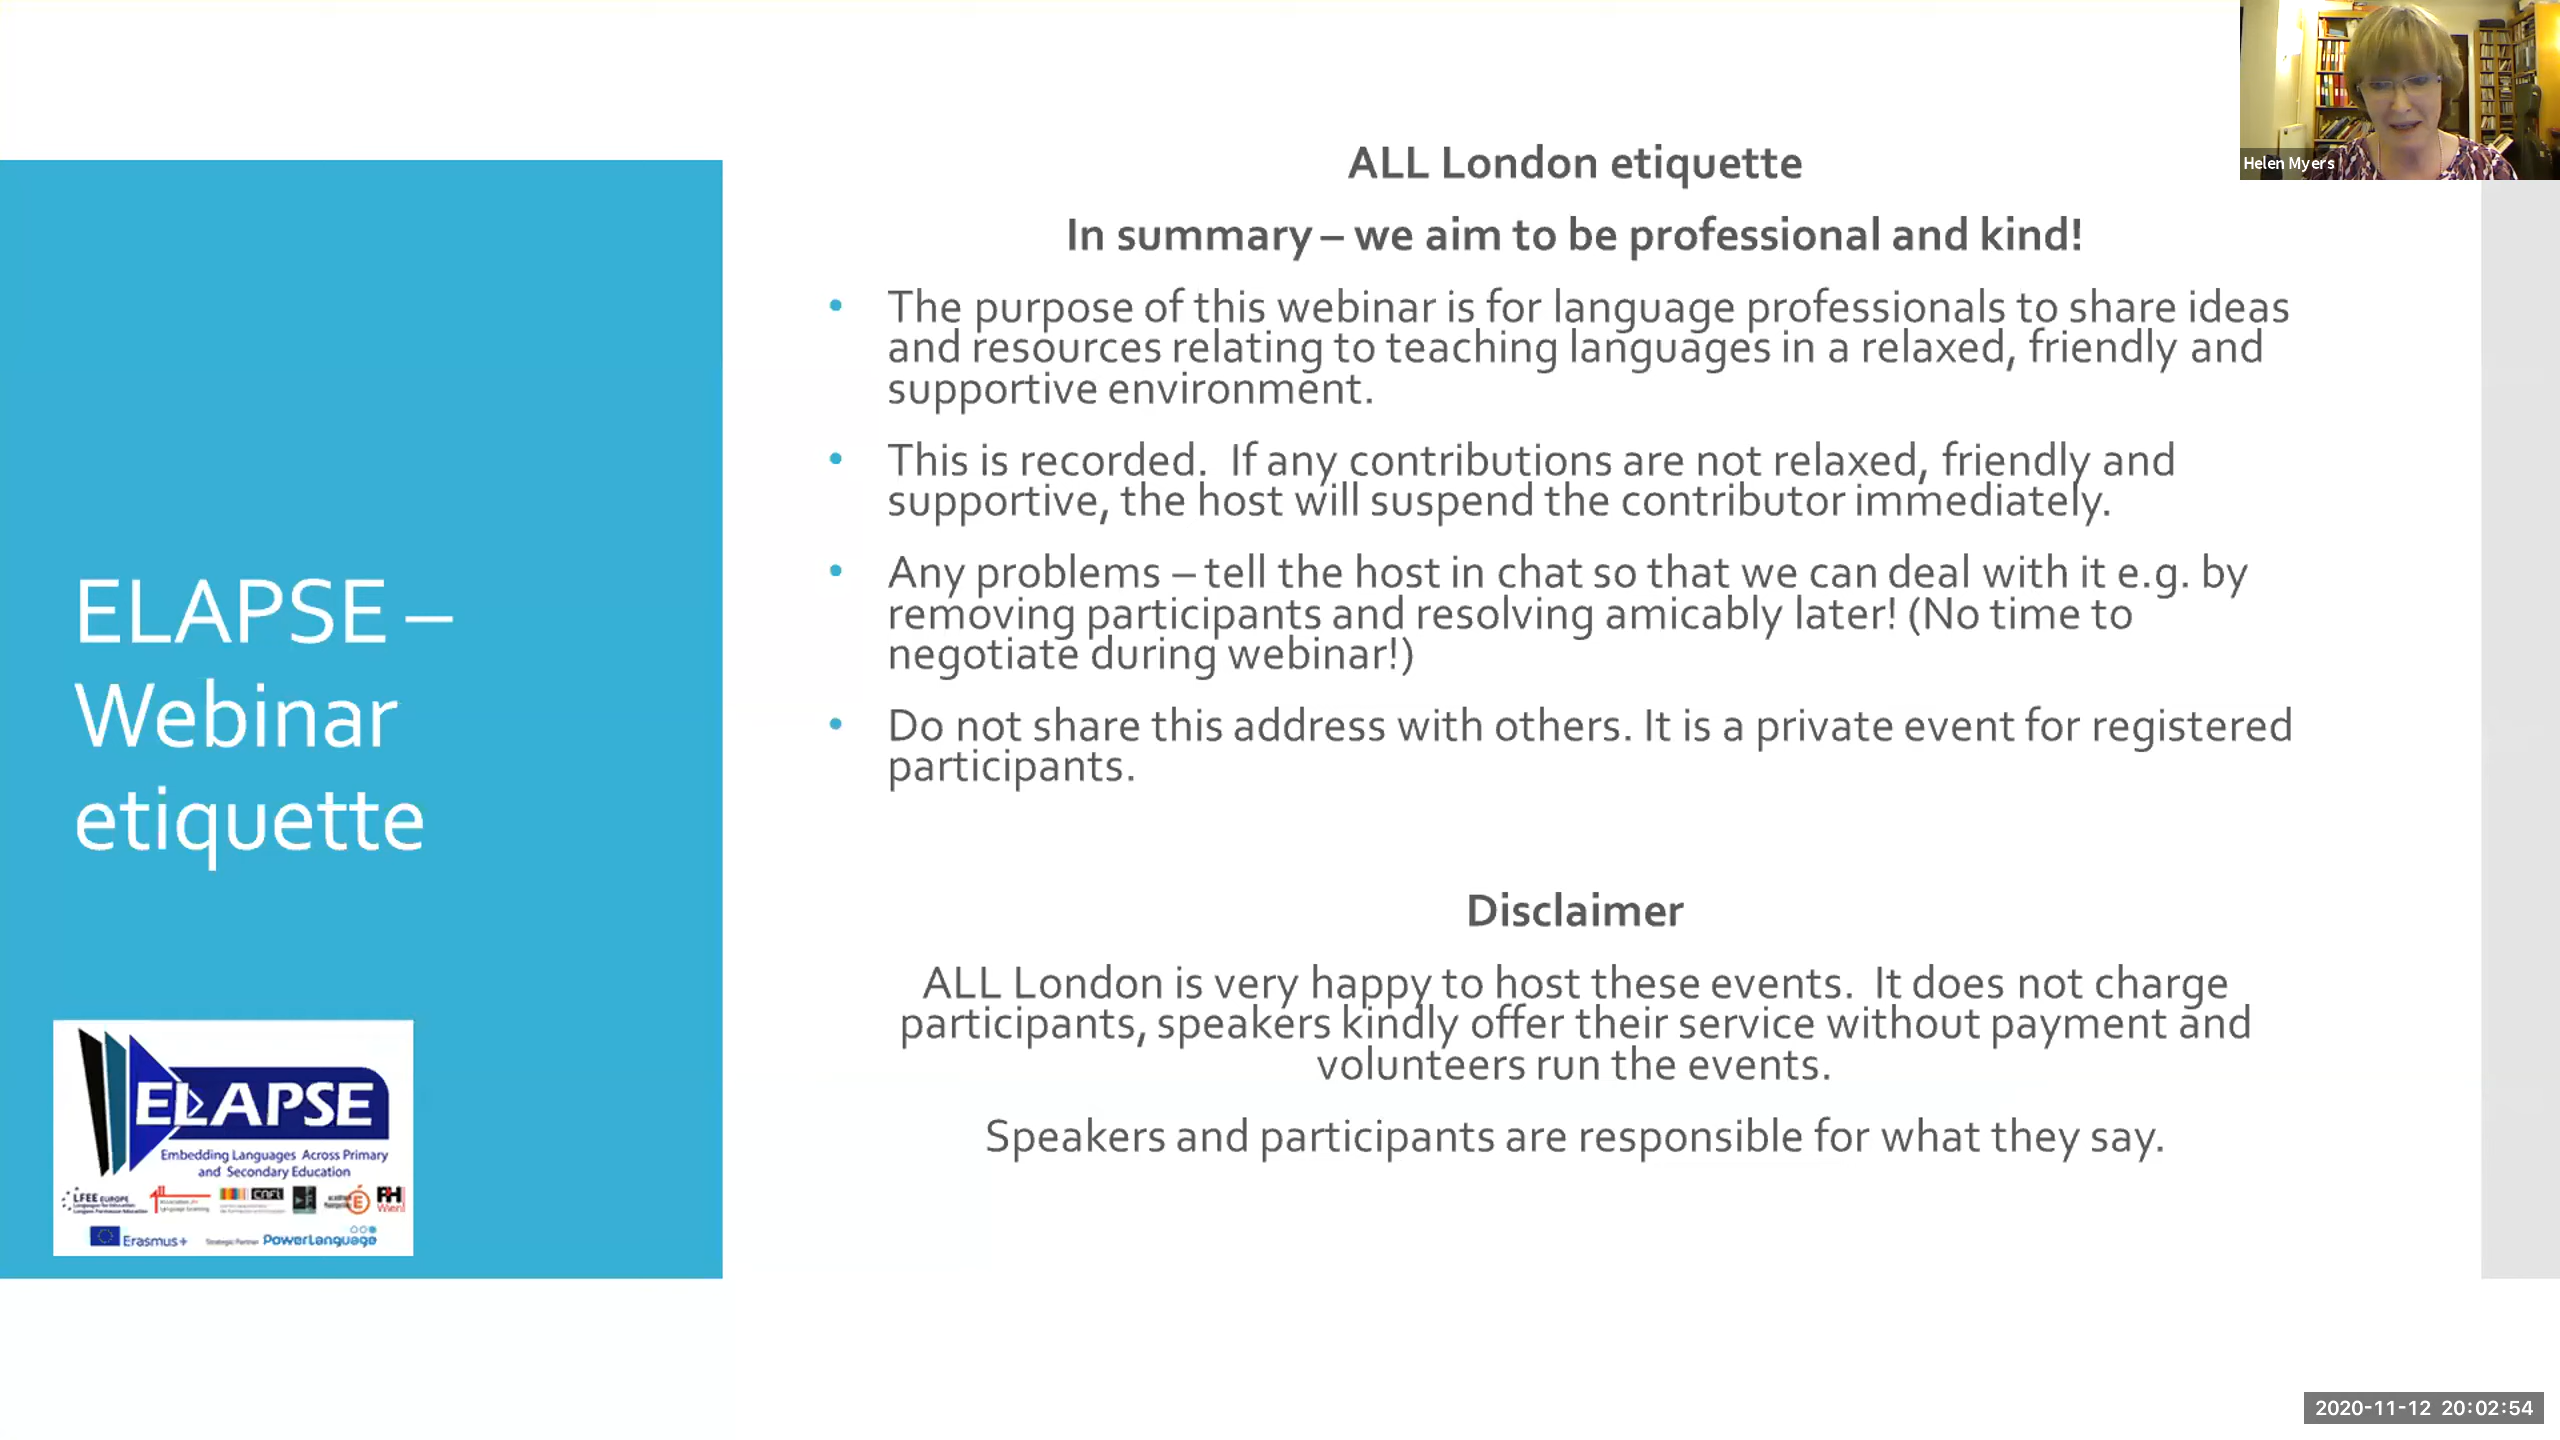 Helen Myers
ELAPSE –
Webinar
etiquette
ELAPSE
Embedding Languages Across Primary
and Secondary Education
LFEE EUROPE
Erasmus+
PowerLanguage
ALL London etiquette
In summary – we aim to be professional and kind!
• The purpose of this webinar is for language professionals to share ideas
and resources relating to teaching languages in a relaxed, friendly and
supportive environment.
• This is recorded.  If any contributions are not relaxed, friendly and
supportive, the host will suspend the contributor immediately.
• Any problems – tell the host in chat so that we can deal with it e.g. by
removing participants and resolving amicably later! (No time to
negotiate during webinar!)
• Do not share this address with others. It is a private event for registered
participants.
Disclaimer
ALL London is very happy to host these events.  It does not charge
participants, speakers kindly offer their service without payment and
volunteers run the events.
Speakers and participants are responsible for what they say.
2020-11-12 20:02:54